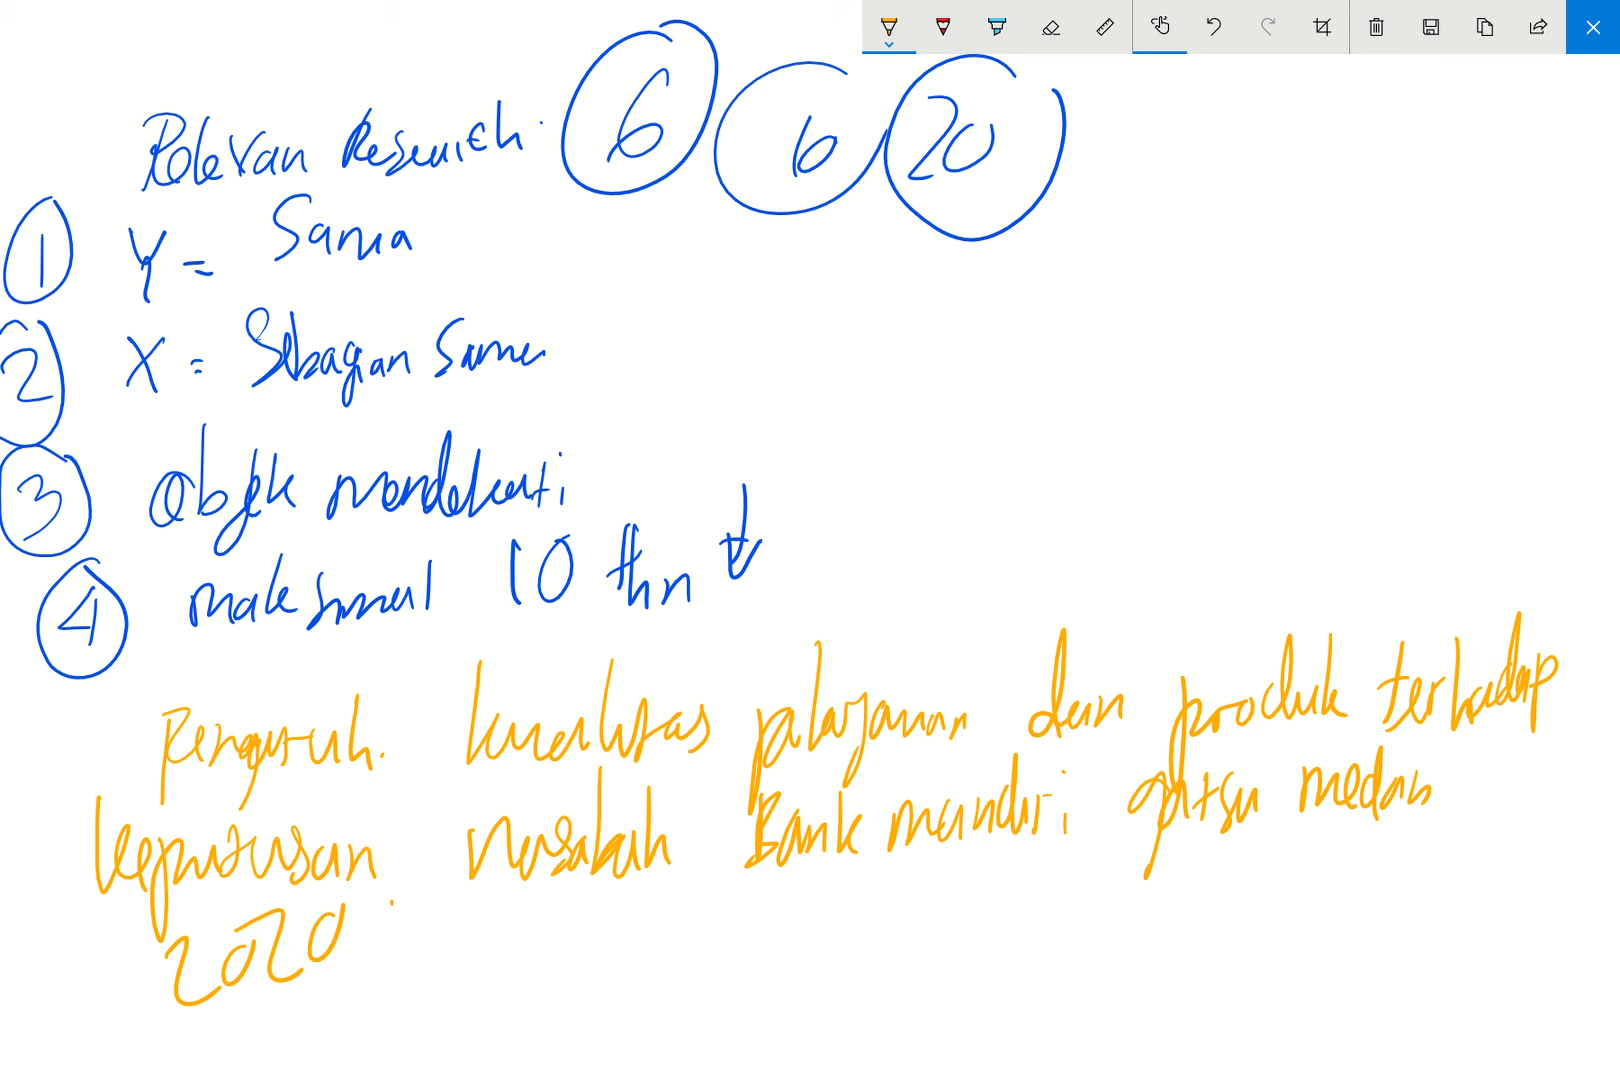 Relevan Research. 6 6 20
1 Y = Sama
2 X = Sebagian Sama
3 Objek mendekati
4 maksimal 10 thn ↓
Pengaruh kualitas pelayanan dan produk terhadap
keputusan Nasabah Bank mandiri gatsu medan
2020.